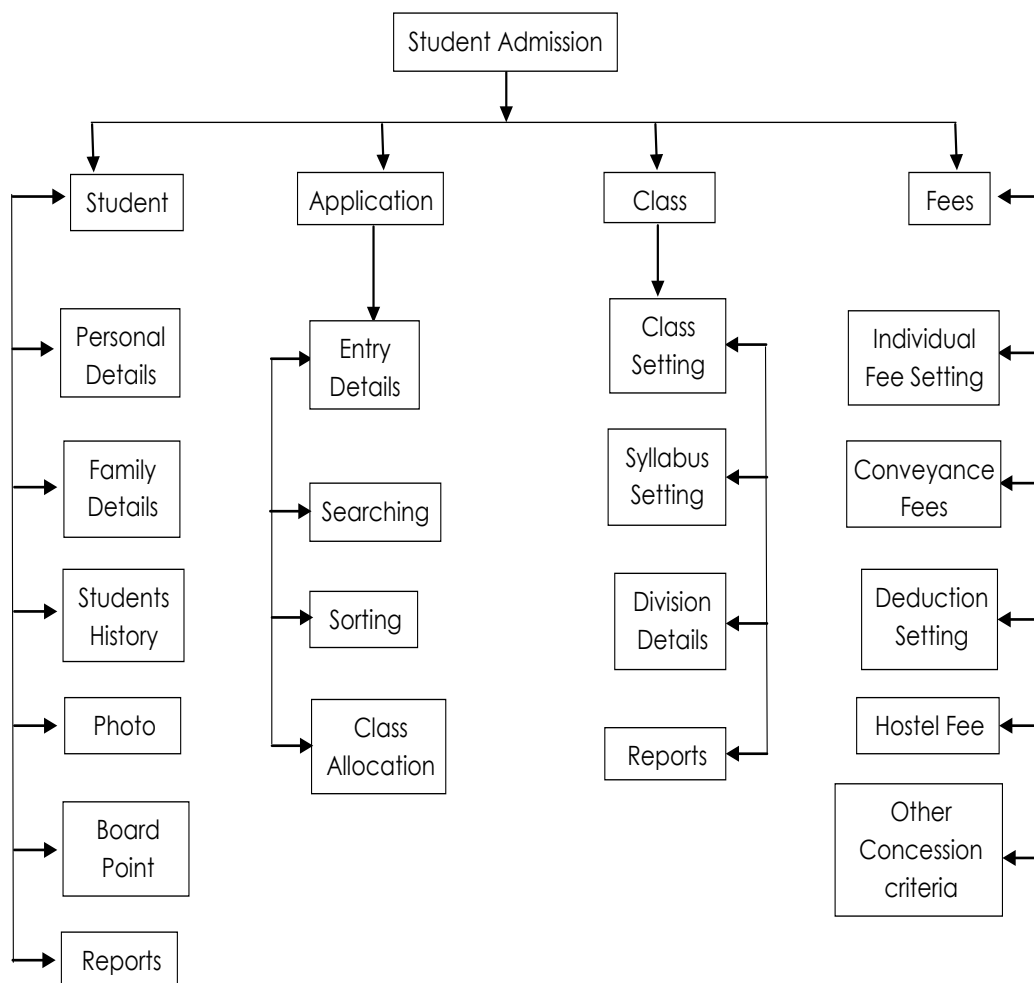 Student Admission
Student
Application
Class
Fees
Personal
Details
Family
Details
Students
History
Photo
Board
Point
Reports
Entry
Details
Searching
Sorting
Class
Allocation
Class
Setting
Syllabus
Setting
Division
Details
Reports
Individual
Fee Setting
Conveyance
Fees
Deduction
Setting
Hostel Fee
Other
Concession
criteria